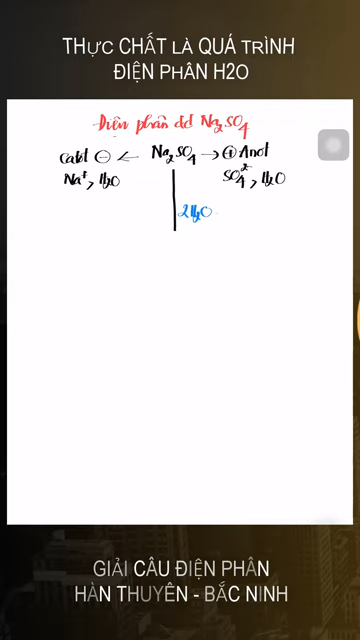 THỰC CHẤT LÀ QUÁ TRÌNH
ĐIỆN PHÂN H2O
Điện phân dd Na₂SO₄
Catot ⊖ ← Na₂SO₄ → ⊕ Anot
Na⁺, H₂O SO₄²⁻, H₂O
2H₂O
GIẢI CÂU ĐIỆN PHÂN
HÀN THUYÊN - BẮC NINH